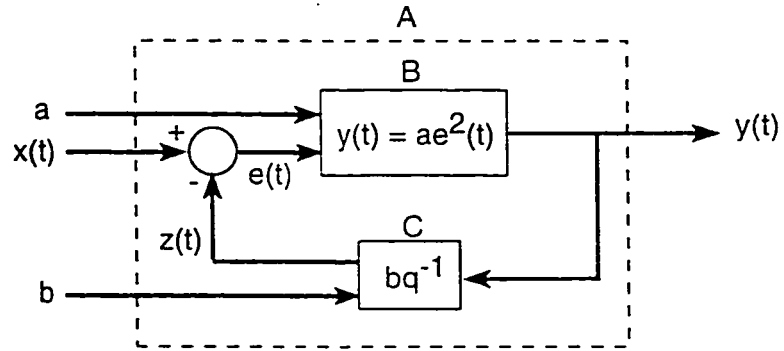 A
B
a
y(t) = ae²(t)
y(t)
+
x(t)
-
e(t)
z(t)
C
bq⁻¹
b